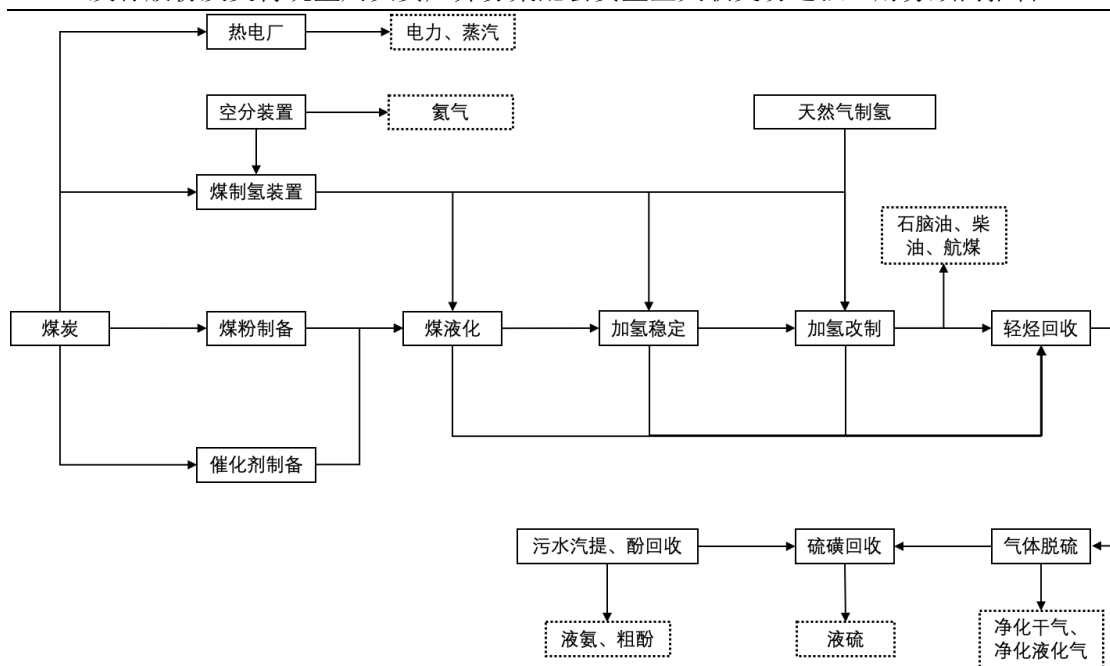 热电厂
电力、蒸汽
空分装置
氦气
天然气制氢
煤制氢装置
石脑油、柴
油、航煤
煤炭
煤粉制备
煤液化
加氢稳定
加氢改制
轻烃回收
催化剂制备
污水汽提、酚回收
硫磺回收
气体脱硫
液氨、粗酚
液硫
净化干气、
净化液化气